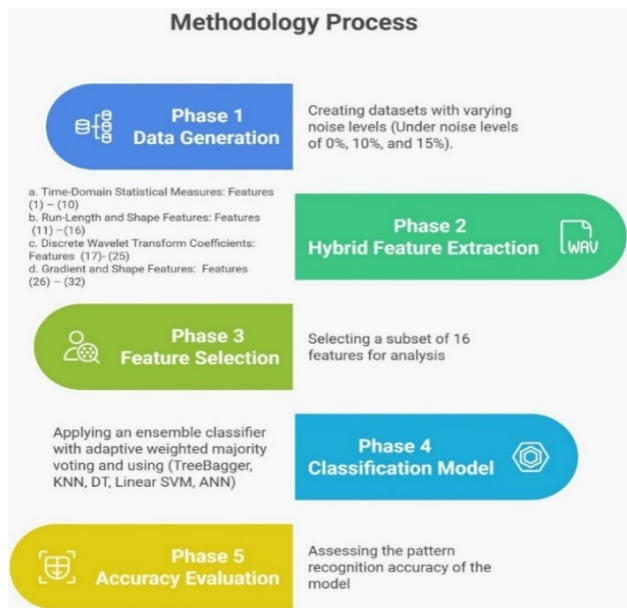 Methodology Process
Phase 1
Data Generation
Creating datasets with varying
noise levels (Under noise levels
of 0%, 10%, and 15%).
a. Time-Domain Statistical Measures: Features
(1) – (10)
b. Run-Length and Shape Features: Features
(11) –(16)
c. Discrete Wavelet Transform Coefficients:
Features (17)- (25)
d. Gradient and Shape Features: Features
(26) – (32)
Phase 2
Hybrid Feature Extraction
WAV
Phase 3
Feature Selection
Selecting a subset of 16
features for analysis
Applying an ensemble classifier
with adaptive weighted majority
voting and using (TreeBagger,
KNN, DT, Linear SVM, ANN)
Phase 4
Classification Model
Phase 5
Accuracy Evaluation
Assessing the pattern
recognition accuracy of the
model